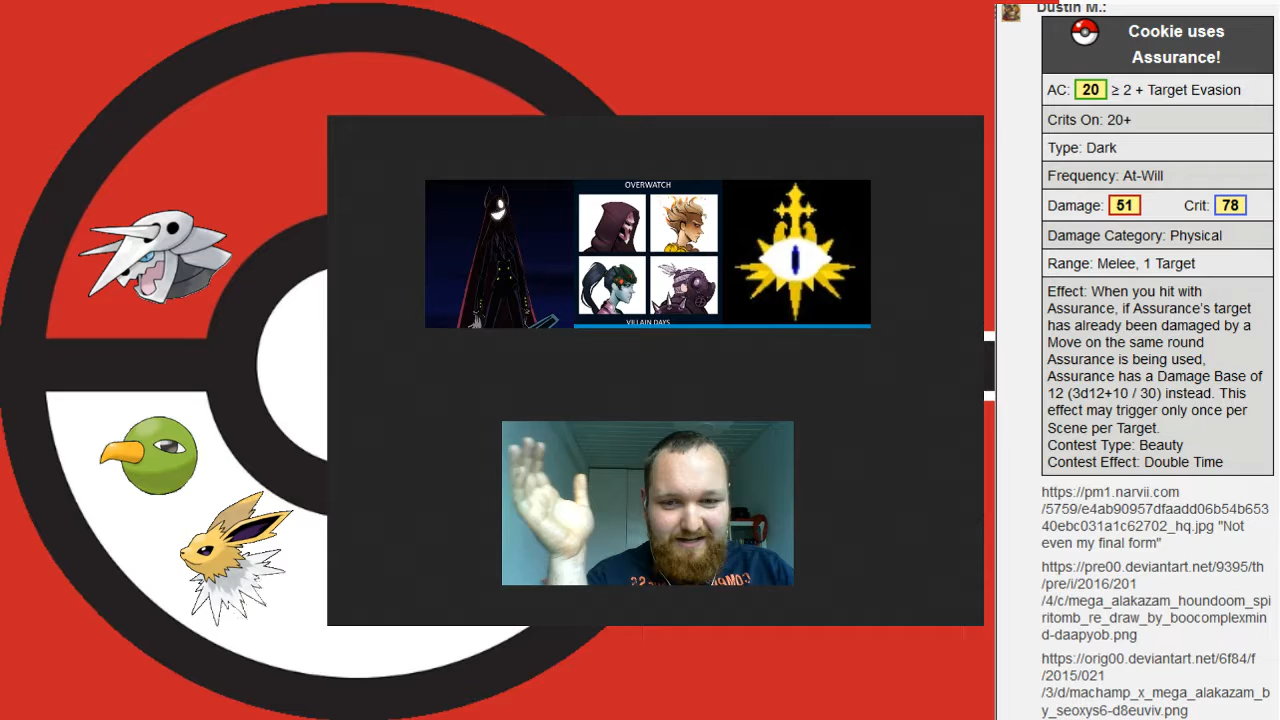 OVERWATCH
VILLAIN DAYS
Dustin M.:
Cookie uses
Assurance!
AC: 20 ≥ 2 + Target Evasion
Crits On: 20+
Type: Dark
Frequency: At-Will
Damage: 51 Crit: 78
Damage Category: Physical
Range: Melee, 1 Target
Effect: When you hit with
Assurance, if Assurance's target
has already been damaged by a
Move on the same round
Assurance is being used,
Assurance has a Damage Base of
12 (3d12+10 / 30) instead. This
effect may trigger only once per
Scene per Target.
Contest Type: Beauty
Contest Effect: Double Time
https://pm1.narvii.com
/5759/e4ab90957dfaadd06b54b653
40ebc031a1b62702_hq.jpg "Not
even my final form"
https://pre00.deviantart.net/9395/th
/pre/i/2016/201
/4/c/mega_alakazam_houndoom_spi
ritomb_re_draw_by_boocomplexmin
d-daapyob.png
https://orig00.deviantart.net/6f84/f
/2015/021
/3/d/machamp_x_mega_alakazam_b
y_seoxys6-d8euviv.png